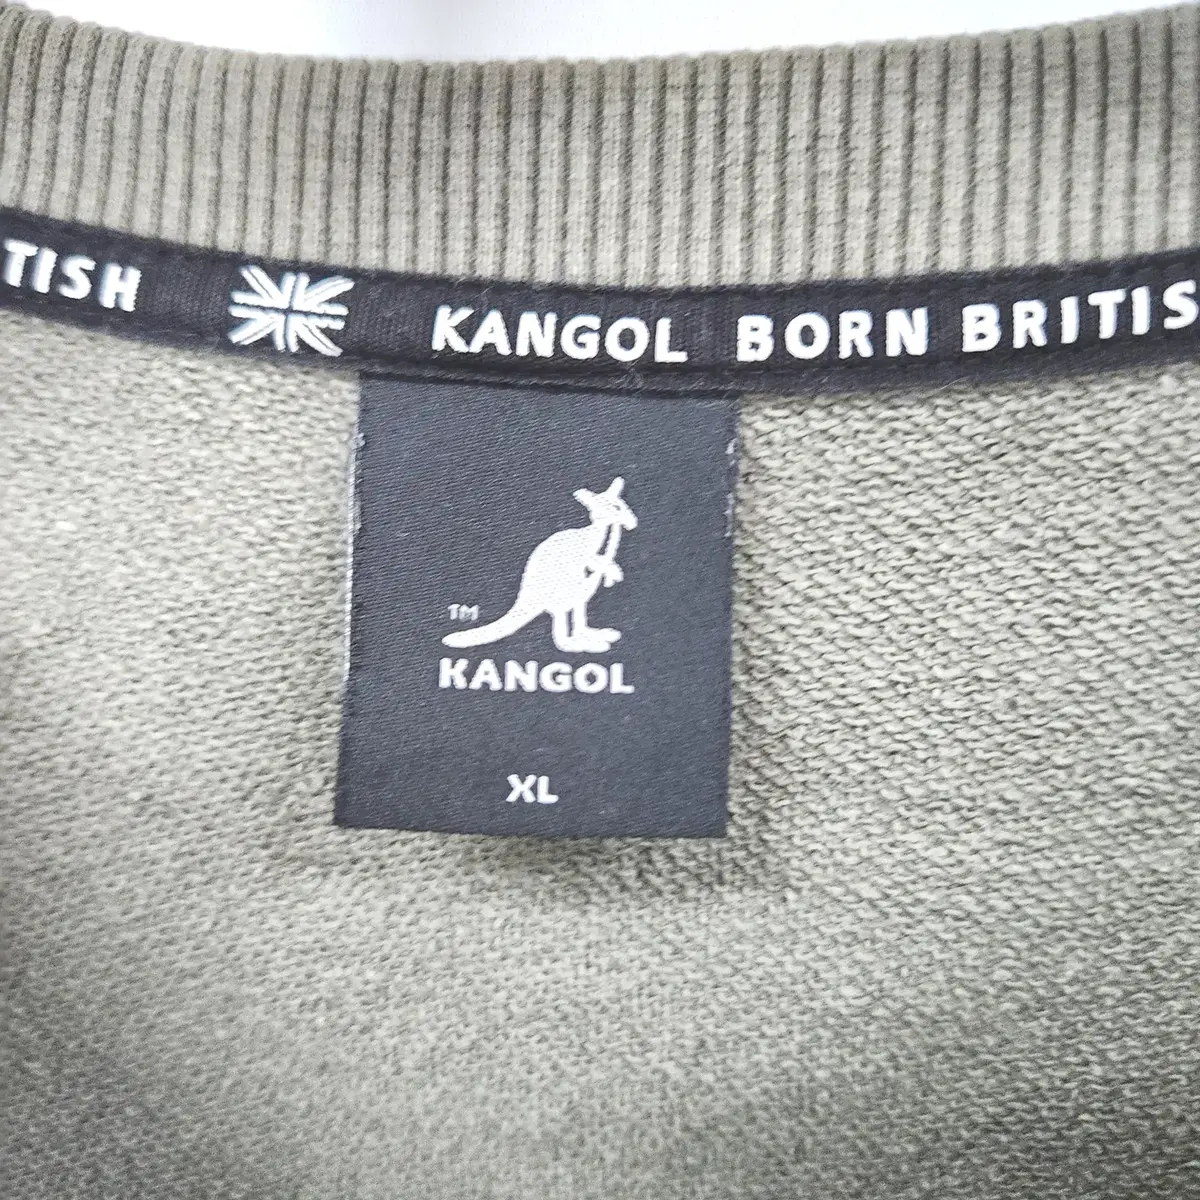 TISH KANGOL BORN BRITIS
TM
KANGOL
XL